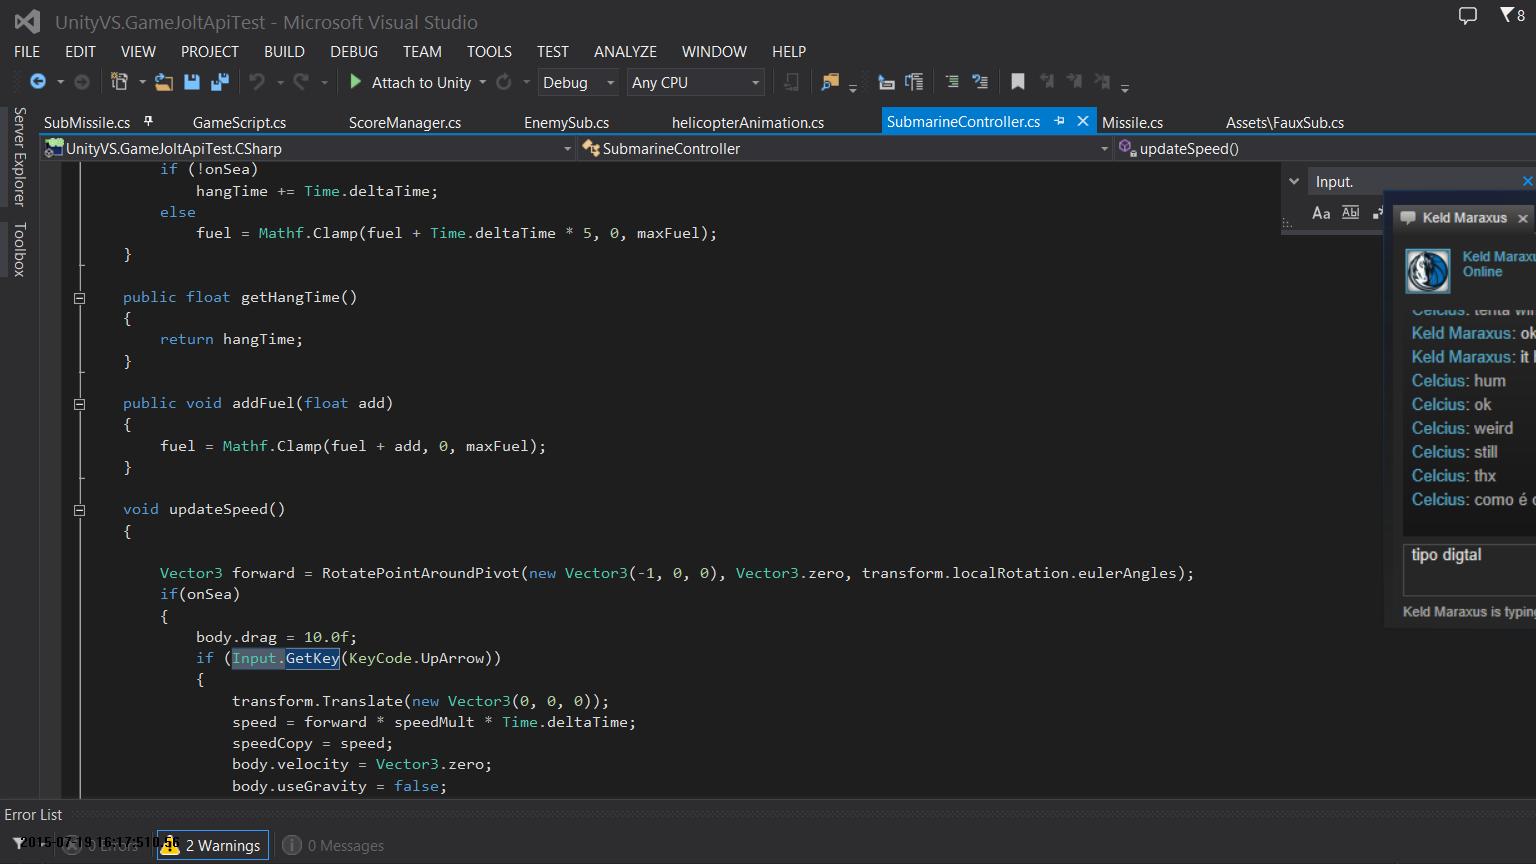 UnityVS.GameJoltApiTest - Microsoft Visual Studio
8
FILE EDIT VIEW PROJECT BUILD DEBUG TEAM TOOLS TEST ANALYZE WINDOW HELP
Attach to Unity Debug Any CPU
Server Explorer
Toolbox
SubMissile.cs GameScript.cs ScoreManager.cs EnemySub.cs helicopterAnimation.cs SubmarineController.cs Missile.cs Assets\FauxSub.cs
UnityVS.GameJoltApiTest.CSharp SubmarineController updateSpeed()
if (!onSea)
hangTime += Time.deltaTime;
else
fuel = Mathf.Clamp(fuel + Time.deltaTime * 5, 0, maxFuel);
}
public float getHangTime()
{
return hangTime;
}
public void addFuel(float add)
{
fuel = Mathf.Clamp(fuel + add, 0, maxFuel);
}
void updateSpeed()
{
Vector3 forward = RotatePointAroundPivot(new Vector3(-1, 0, 0), Vector3.zero, transform.localRotation.eulerAngles);
if(onSea)
{
body.drag = 10.0f;
if (Input.GetKey(KeyCode.UpArrow))
{
transform.Translate(new Vector3(0, 0, 0));
speed = forward * speedMult * Time.deltaTime;
speedCopy = speed;
body.velocity = Vector3.zero;
body.useGravity = false;
Input.
Aa Abl
Keld Maraxus
Keld Maraxu
Online
Celcius: tenta
Keld Maraxus: ok
Keld Maraxus: it
Celcius: hum
Celcius: ok
Celcius: weird
Celcius: still
Celcius: thx
Celcius: como é
tipo digtal
Keld Maraxus is typing
Error List
2015-07-19 16:17:510.56
0 Errors 2 Warnings 0 Messages